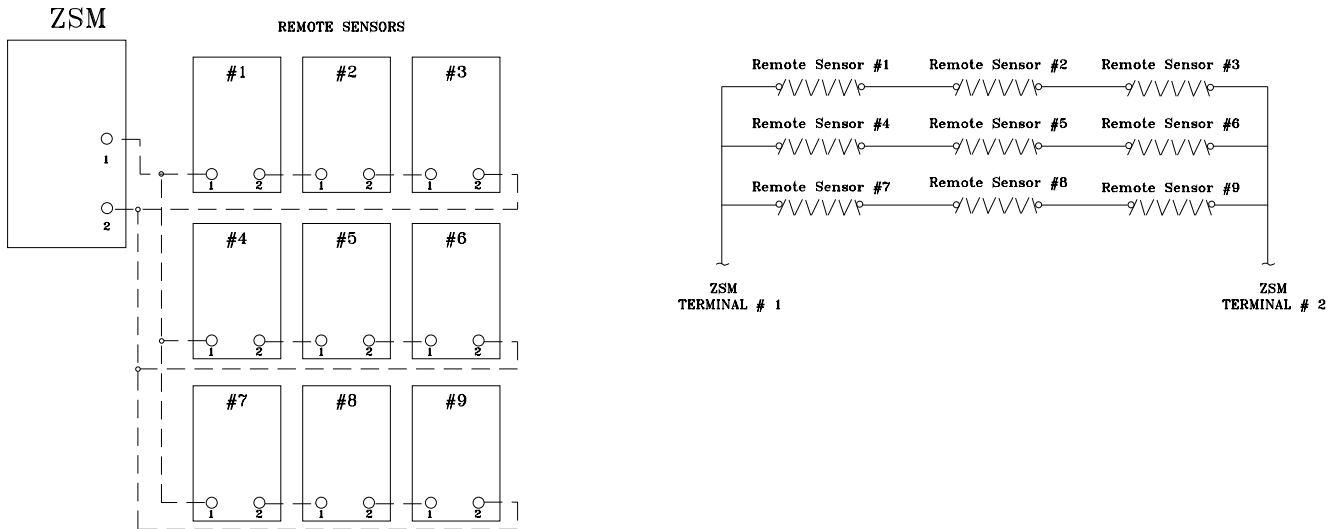 ZSM
REMOTE SENSORS
#1 #2 #3
1
1 2 1 2 1 2
2
#4 #5 #6
1 2 1 2 1 2
#7 #8 #9
1 2 1 2 1 2
Remote Sensor #1 Remote Sensor #2 Remote Sensor #3
Remote Sensor #4 Remote Sensor #5 Remote Sensor #6
Remote Sensor #7 Remote Sensor #8 Remote Sensor #9
ZSM
TERMINAL # 1
ZSM
TERMINAL # 2